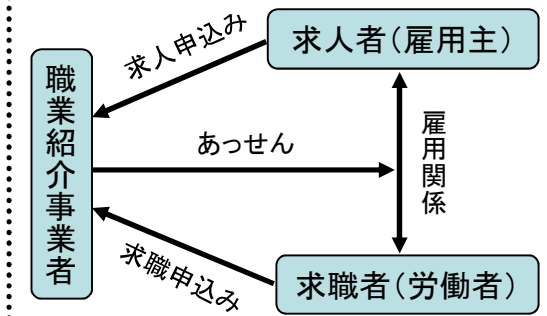 求人申込み
求人者(雇用主)
職業紹介事業者
あっせん
雇用関係
求職申込み
求職者(労働者)